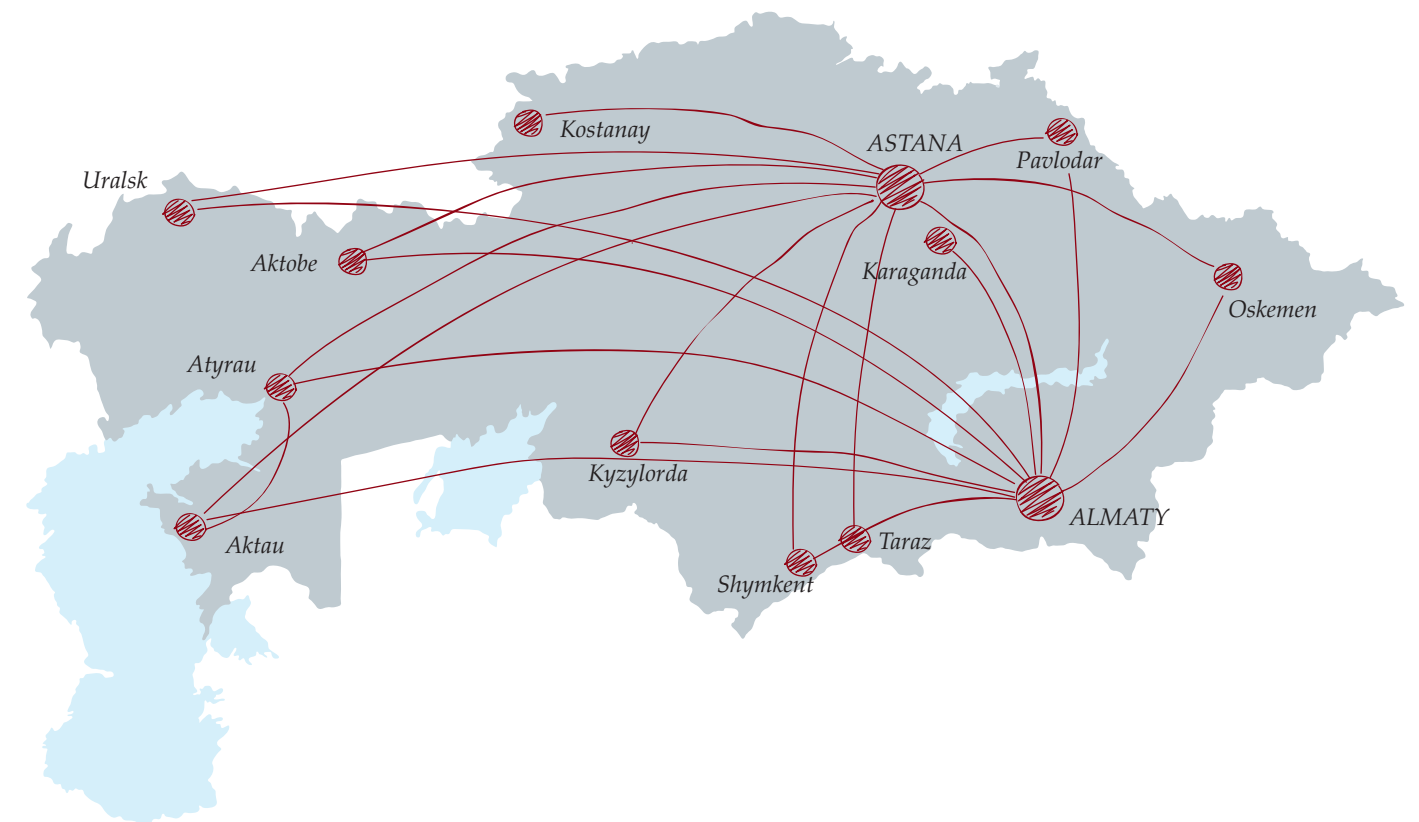 Kostanay
ASTANA
Pavlodar
Uralsk
Aktobe
Karaganda
Oskemen
Atyrau
Kyzylorda
ALMATY
Aktau
Taraz
Shymkent